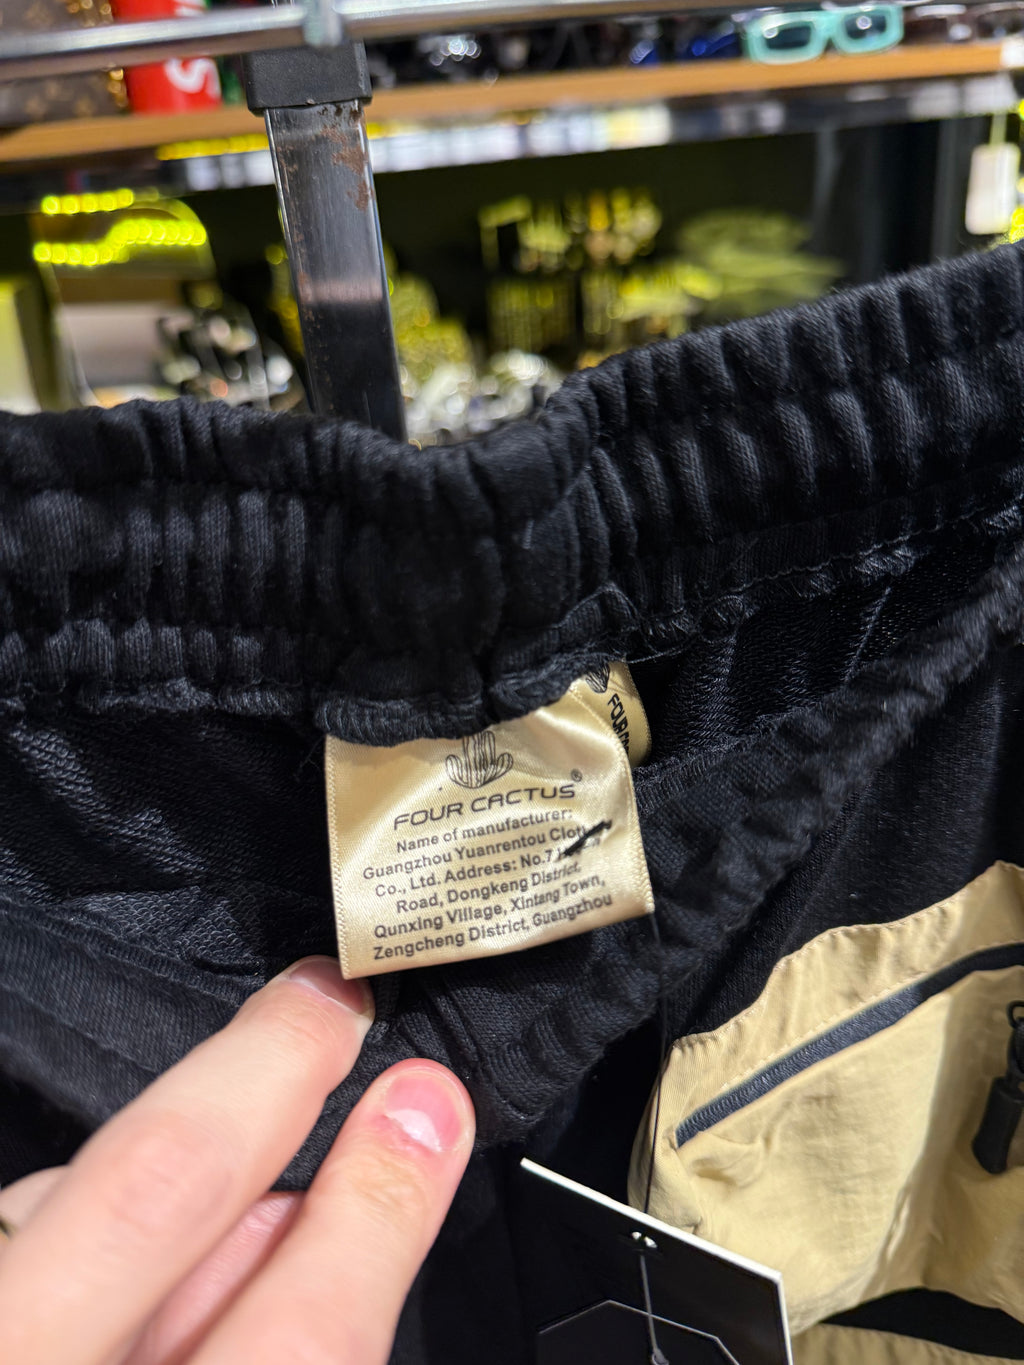 FOUR CACTUS®
Name of manufacturer:
Guangzhou Yuanrentou
Co., Ltd. Address: No.7
Road, Dongkeng District,
Qunxing Village, Xintang Town,
Zengcheng District, Guangzhou
FOUR